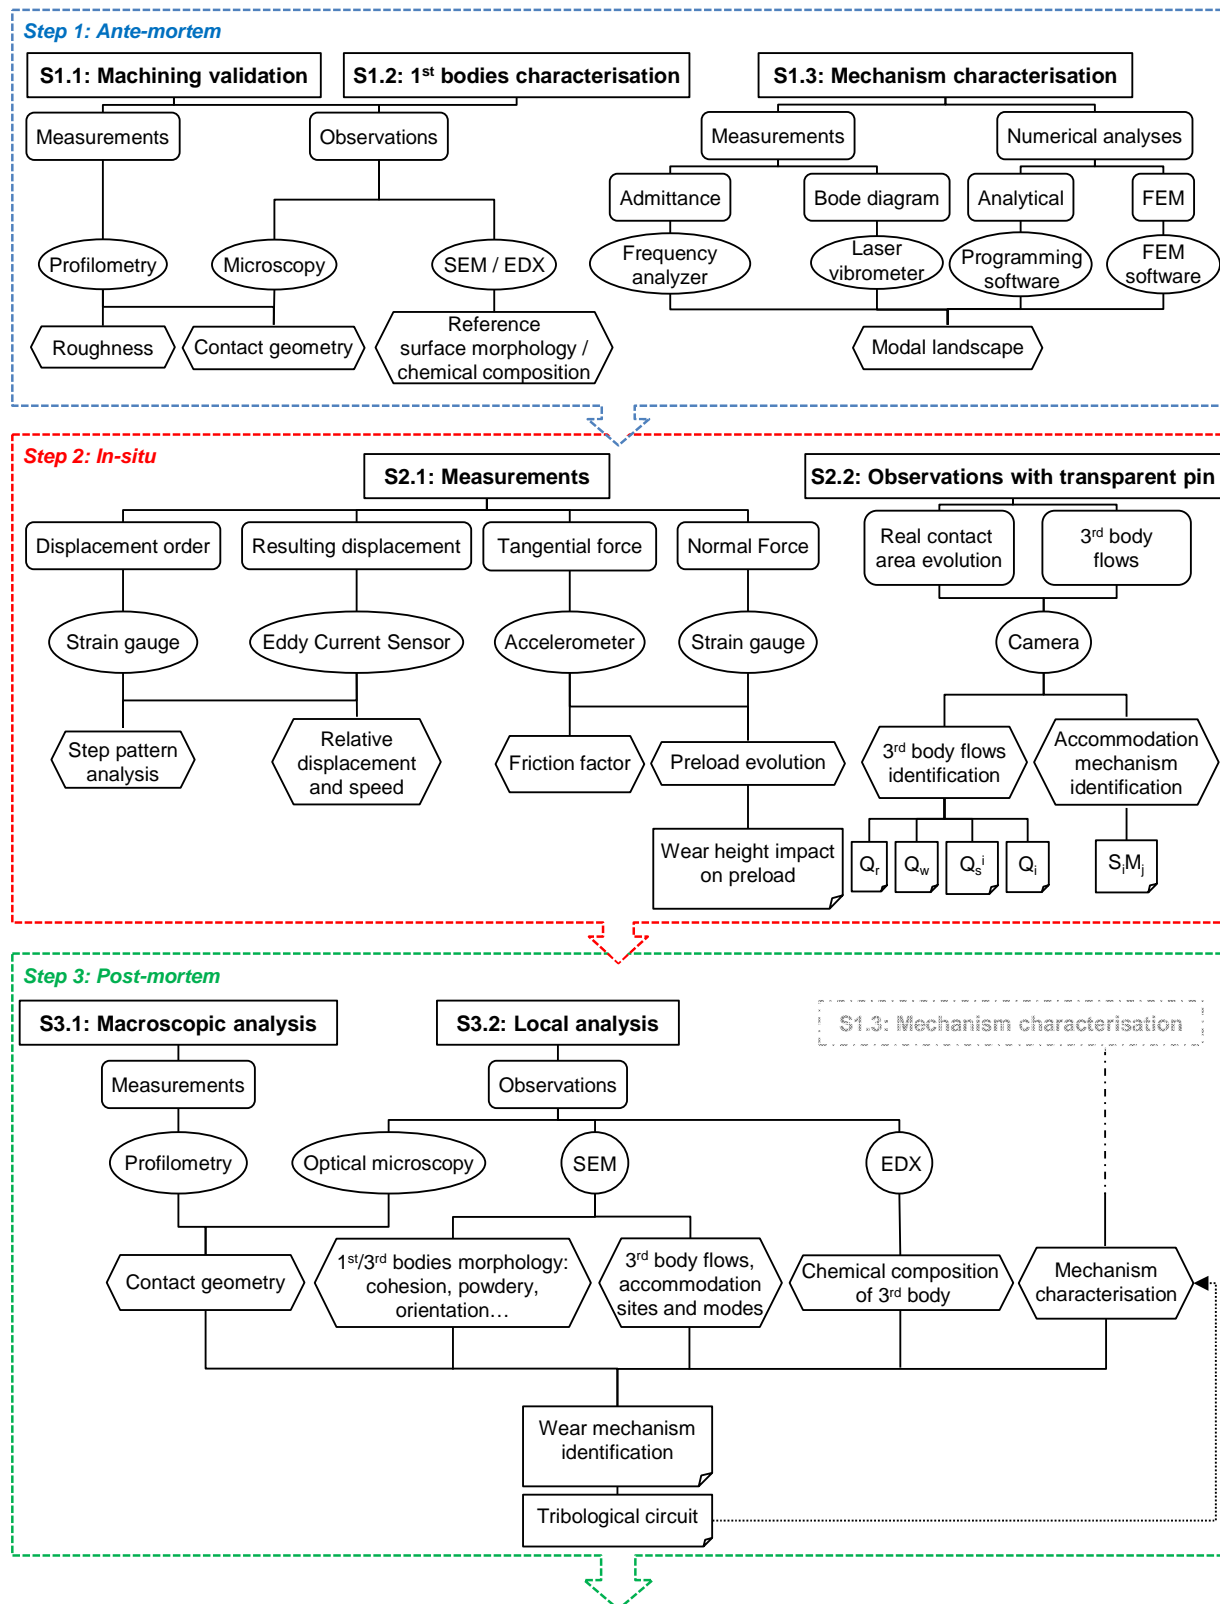 Step 1: Ante-mortem
S1.1: Machining validation
S1.2: 1st bodies characterisation
S1.3: Mechanism characterisation
Measurements
Observations
Measurements
Numerical analyses
Admittance
Bode diagram
Analytical
FEM
Profilometry
Microscopy
SEM / EDX
Frequency
analyzer
Laser
vibrometer
Programming
software
FEM
software
Roughness
Contact geometry
Reference
surface morphology /
chemical composition
Modal landscape
Step 2: In-situ
S2.1: Measurements
S2.2: Observations with transparent pin
Displacement order
Resulting displacement
Tangential force
Normal Force
Real contact
area evolution
3rd body
flows
Strain gauge
Eddy Current Sensor
Accelerometer
Strain gauge
Camera
Step pattern
analysis
Relative
displacement
and speed
Friction factor
Preload evolution
3rd body flows
identification
Accommodation
mechanism
identification
Wear height impact
on preload
Qr
Qw
Qsi
Qi
SiMj
Step 3: Post-mortem
S3.1: Macroscopic analysis
S3.2: Local analysis
S1.3: Mechanism characterisation
Measurements
Observations
Profilometry
Optical microscopy
SEM
EDX
Contact geometry
1st/3rd bodies morphology:
cohesion, powdery,
orientation…
3rd body flows,
accommodation
sites and modes
Chemical composition
of 3rd body
Mechanism
characterisation
Wear mechanism
identification
Tribological circuit